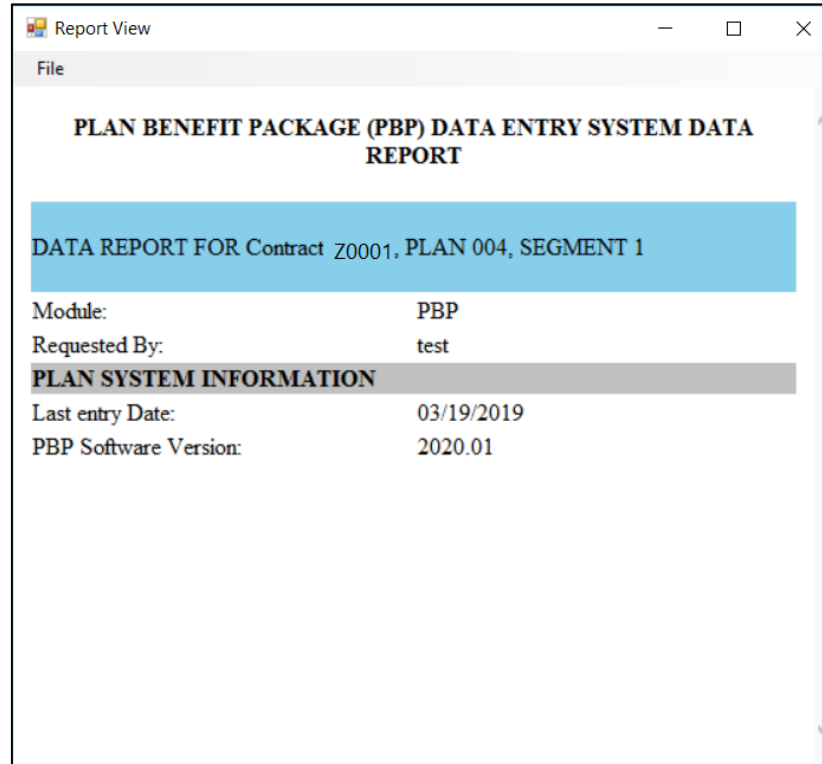 Report View
File
PLAN BENEFIT PACKAGE (PBP) DATA ENTRY SYSTEM DATA
REPORT
DATA REPORT FOR Contract Z0001, PLAN 004, SEGMENT 1
Module: PBP
Requested By: test
PLAN SYSTEM INFORMATION
Last entry Date: 03/19/2019
PBP Software Version: 2020.01